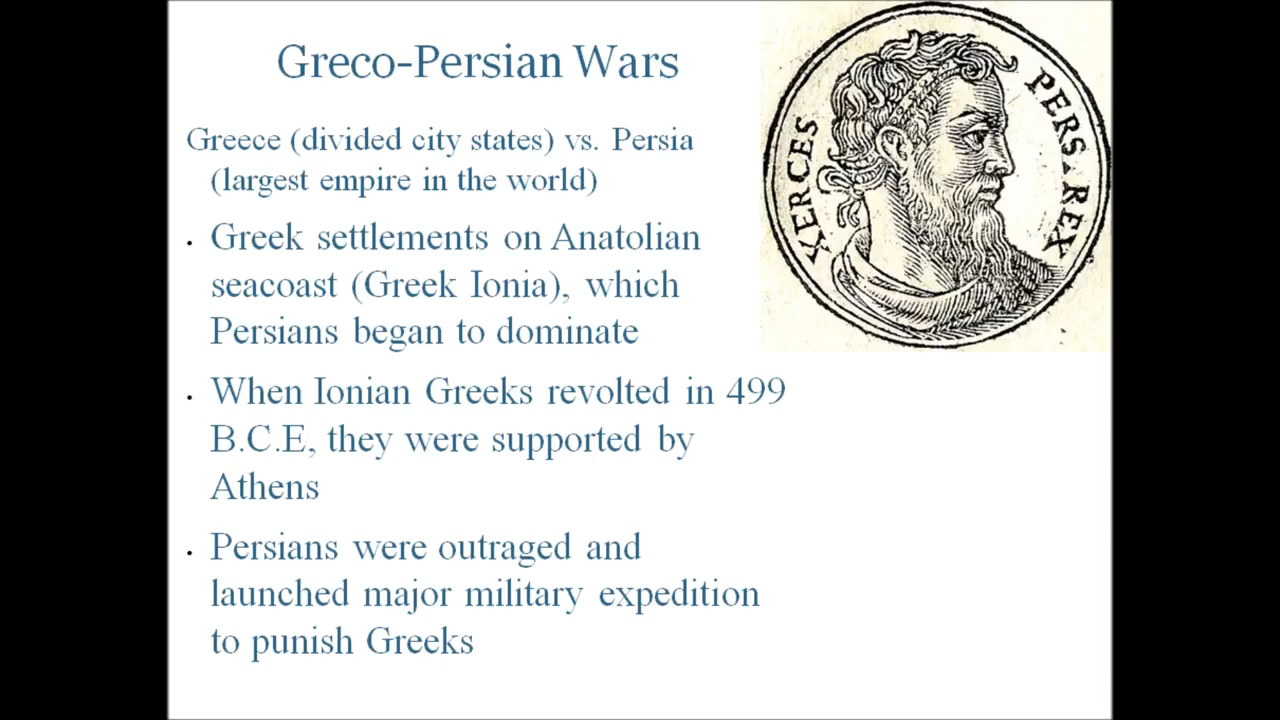 Greco-Persian Wars
Greece (divided city states) vs. Persia
(largest empire in the world)
• Greek settlements on Anatolian
seacoast (Greek Ionia), which
Persians began to dominate
• When Ionian Greeks revolted in 499
B.C.E, they were supported by
Athens
• Persians were outraged and
launched major military expedition
to punish Greeks
XERCES PERS. REX